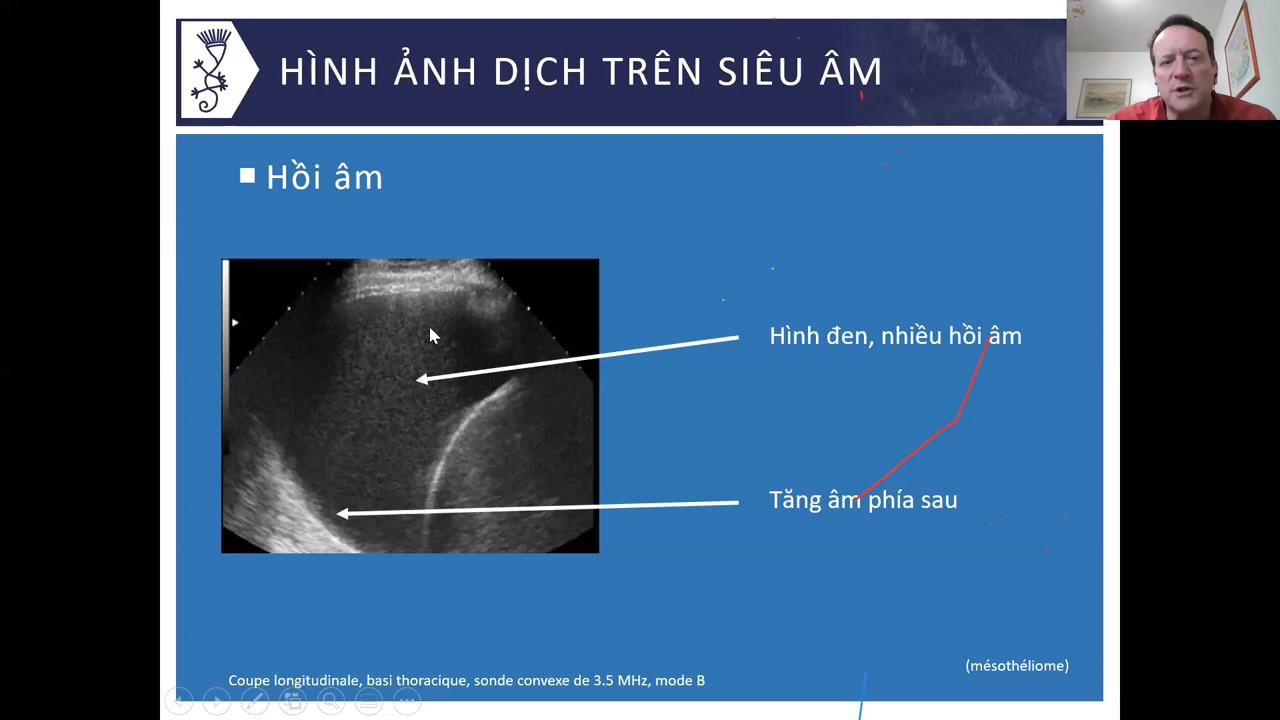 HÌNH ẢNH DỊCH TRÊN SIÊU ÂM
Hồi âm
Hình đen, nhiều hồi âm
Tăng âm phía sau
(mésothéliome)
Coupe longitudinale, basi thoracique, sonde convexe de 3.5 MHz, mode B